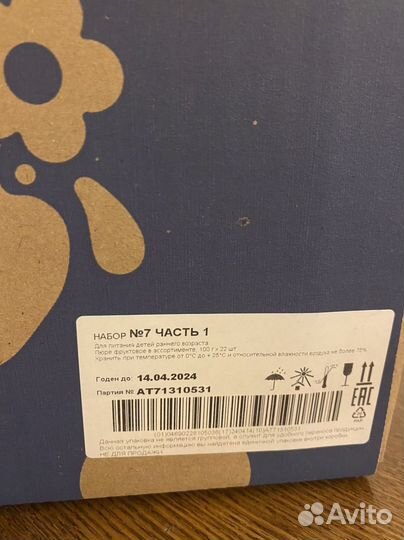 НАБОР №7 ЧАСТЬ 1
Для питания детей раннего возраста.
Пюре фруктовое в ассортименте, 100 г x 22 шт.
Хранить при температуре от 0°С до + 25°С и относительной влажности воздуха не более 75%.
Годен до: 14.04.2024
Партия № АТ71310531
EAC
PAP
Данная упаковка не является групповой, а служит для удобного переноса продукции.
Всю остальную информацию вы найдете на единичной упаковке внутри коробки.
НЕ ДЛЯ ПРОДАЖИ
Avito